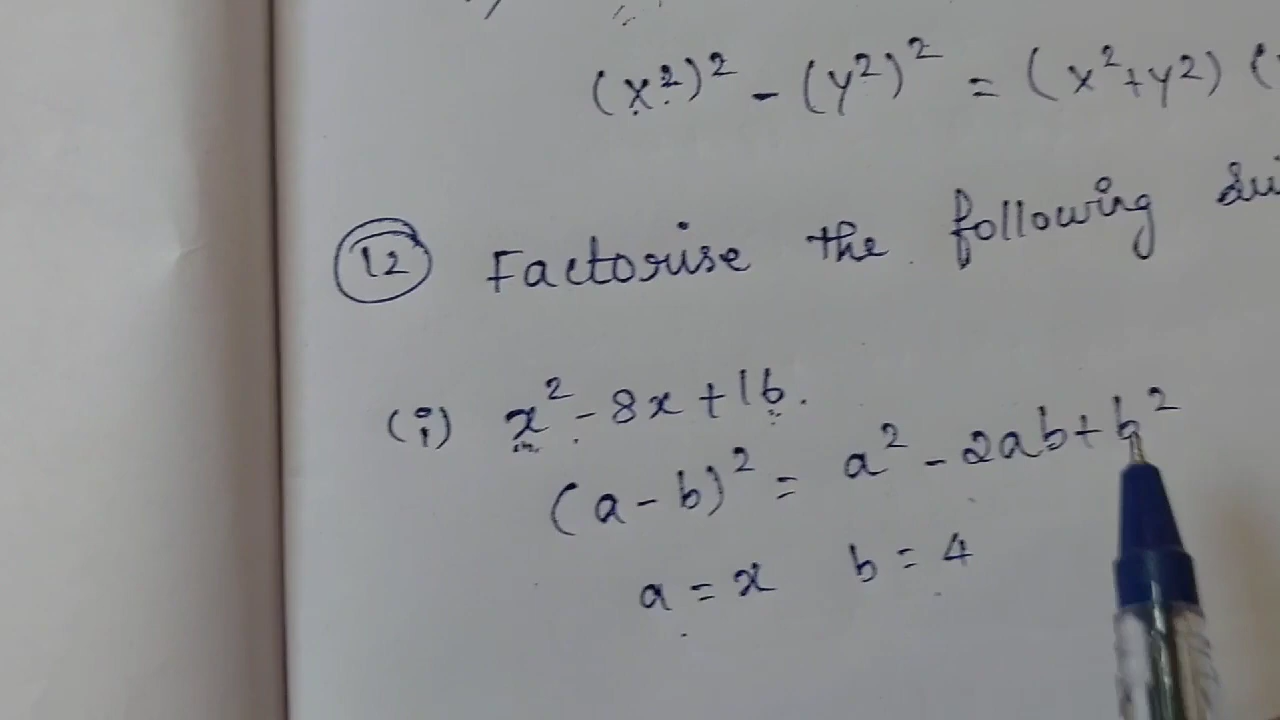 (x²)² - (y²)² = (x²+y²) (
12 Factorise the following
(i) x² - 8x + 16.
(a - b)² = a² - 2ab + b²
a = x b = 4